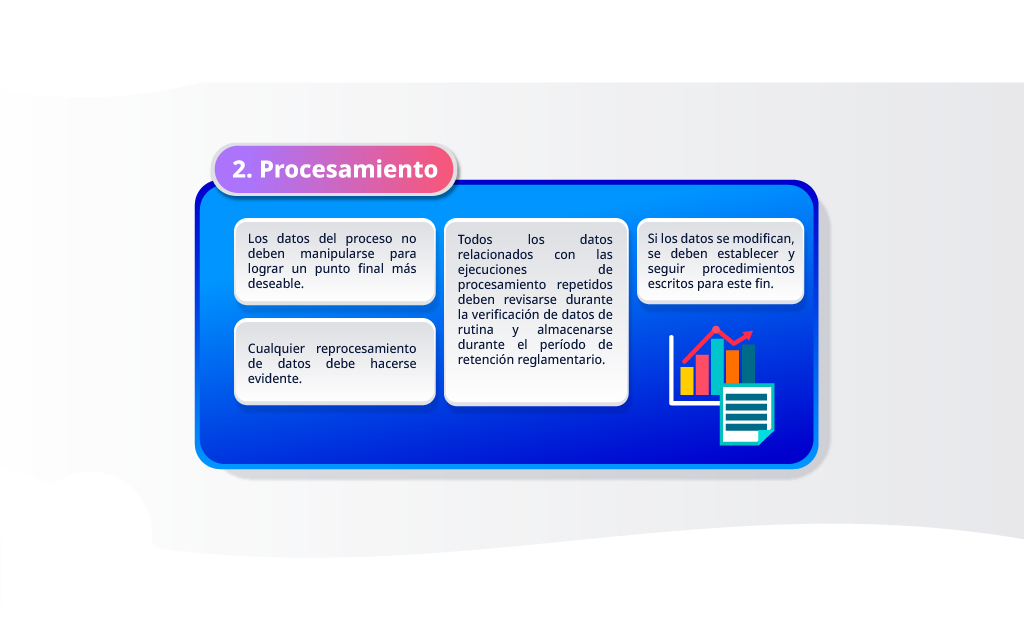 2. Procesamiento
Los datos del proceso no
deben manipularse para
lograr un punto final más
deseable.
Cualquier reprocesamiento
de datos debe hacerse
evidente.
Todos los datos
relacionados con las
ejecuciones de
procesamiento repetidos
deben revisarse durante
la verificación de datos de
rutina y almacenarse
durante el período de
retención reglamentario.
Si los datos se modifican,
se deben establecer y
seguir procedimientos
escritos para este fin.